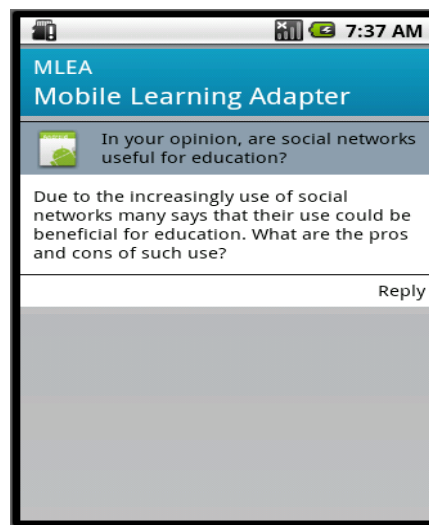 7:37 AM
MLEA
Mobile Learning Adapter
In your opinion, are social networks
useful for education?
Due to the increasingly use of social
networks many says that their use could be
beneficial for education. What are the pros
and cons of such use?
Reply